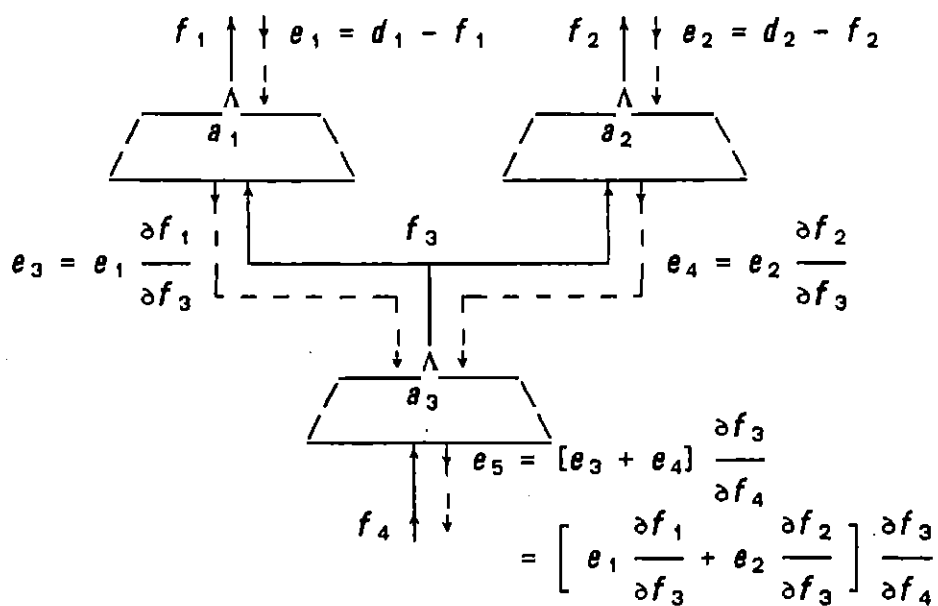 f₁ e₁ = d₁ - f₁ f₂ e₂ = d₂ - f₂
a₁ a₂
f₃
e₃ = e₁ ∂f₁/∂f₃ e₄ = e₂ ∂f₂/∂f₃
a₃
e₅ = [e₃ + e₄] ∂f₃/∂f₄
f₄
= [ e₁ ∂f₁/∂f₃ + e₂ ∂f₂/∂f₃ ] ∂f₃/∂f₄